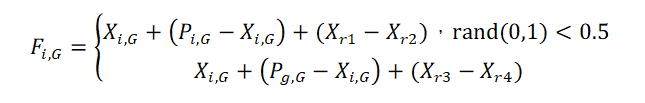 F_{i,G} = { X_{i,G} + (P_{i,G} − X_{i,G}) + (X_{r1} − X_{r2}) ， rand(0,1) < 0.5
X_{i,G} + (P_{g,G} − X_{i,G}) + (X_{r3} − X_{r4})